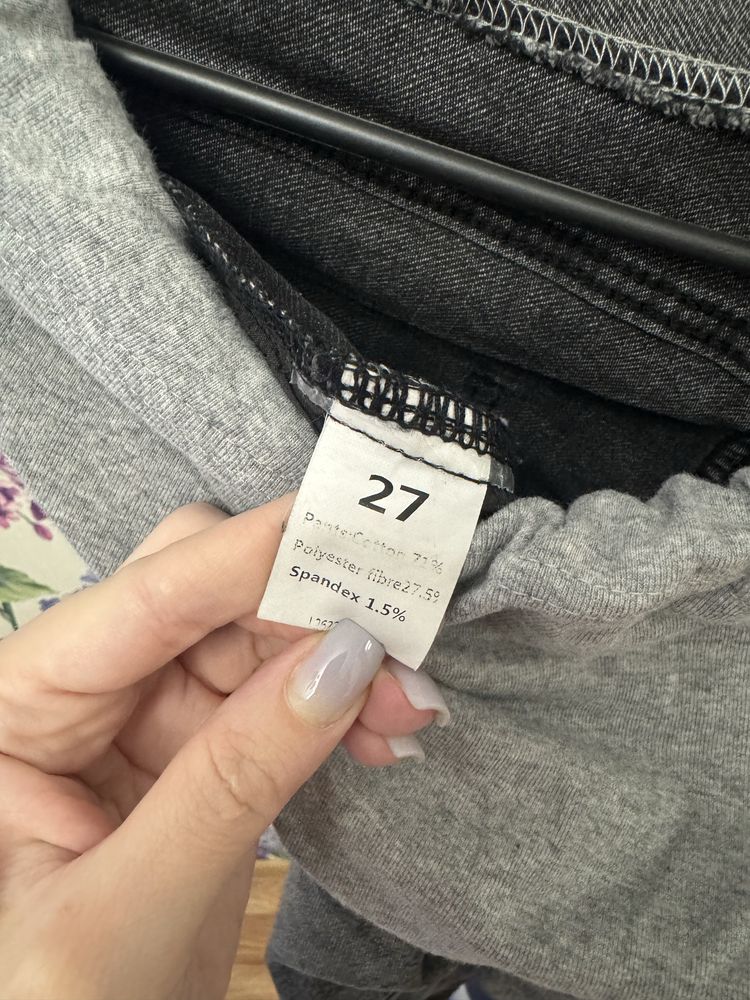 27
Pants:Cotton 71%
Polyester fibre27.5%
Spandex 1.5%